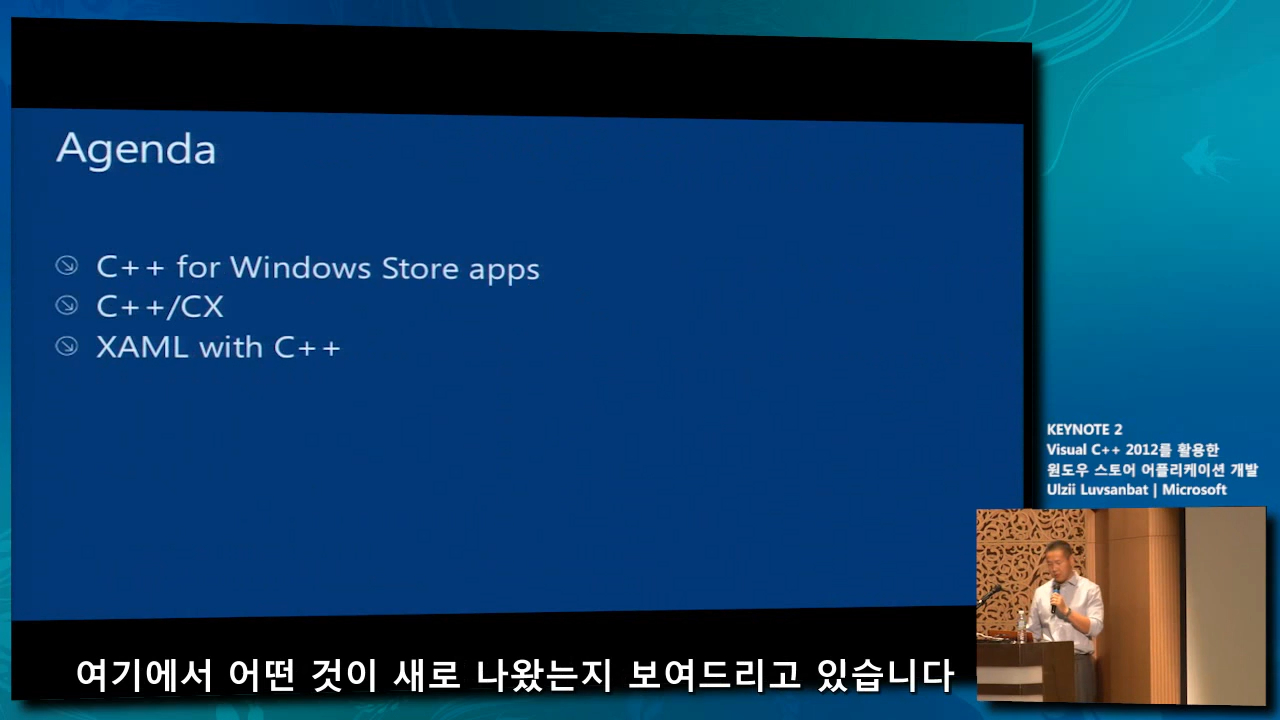 Agenda
C++ for Windows Store apps
C++/CX
XAML with C++
KEYNOTE 2
Visual C++ 2012를 활용한
윈도우 스토어 어플리케이션 개발
Ulzii Luvsanbat | Microsoft
여기에서 어떤 것이 새로 나왔는지 보여드리고 있습니다